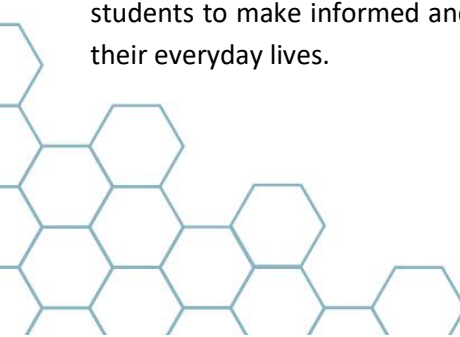 students to make informed and
their everyday lives.